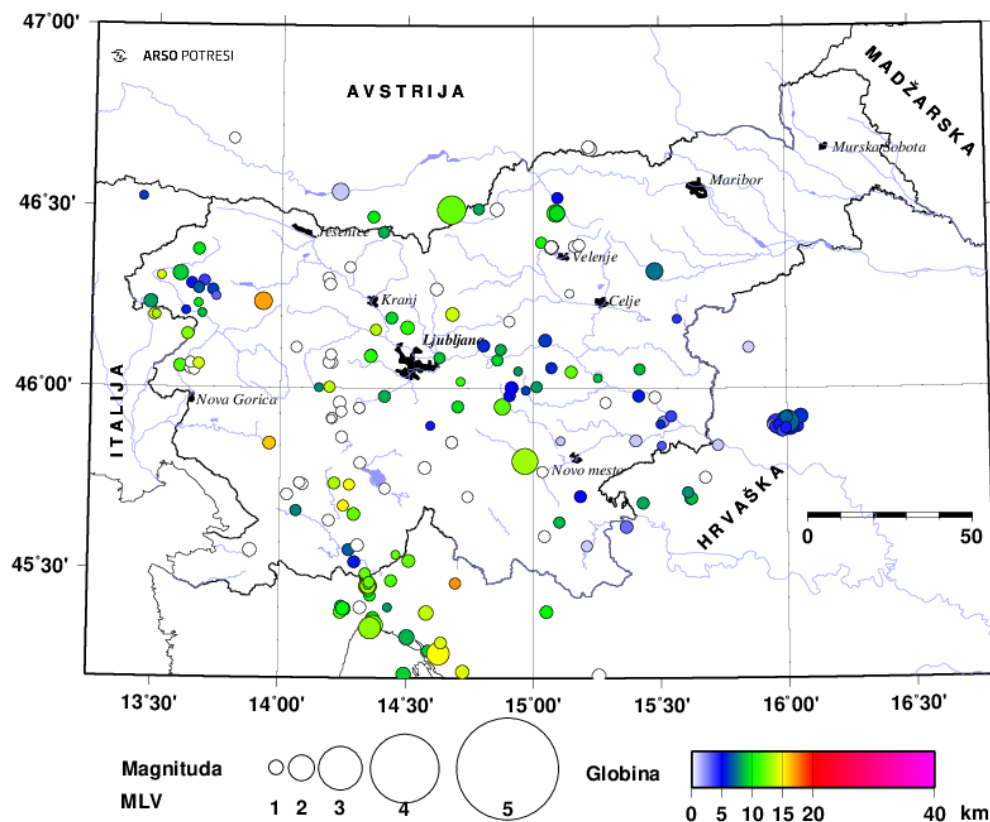 47°00'
46°30'
46°00'
45°30'
ARSO POTRESI
AVSTRIJA
MADŽARSKA
Murska Sobota
Maribor
Jesenice
Velenje
Kranj
Celje
Ljubljana
Nova Gorica
ITALIJA
Novo mesto
HRVAŠKA
0 50
13°30' 14°00' 14°30' 15°00' 15°30' 16°00' 16°30'
Magnituda
MLV
1 2 3 4 5
Globina
0 5 10 15 20 40 km